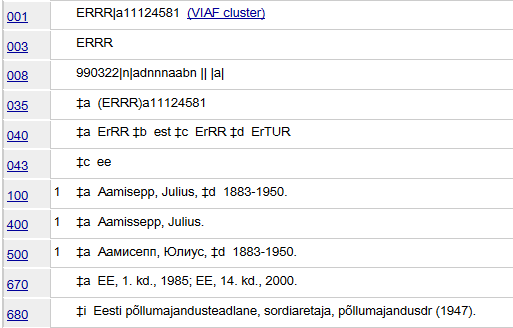 001 ERRR|a11124581 (VIAF cluster)
003 ERRR
008 990322|n|adnnnaabn || |a|
035 ‡a (ERRR)a11124581
040 ‡a ErRR ‡b est ‡c ErRR ‡d ErTUR
043 ‡c ee
100 1 ‡a Aamisepp, Julius, ‡d 1883-1950.
400 1 ‡a Aamissepp, Julius.
500 1 ‡a Аамисепп, Юлиус, ‡d 1883-1950.
670 ‡a EE, 1. kd., 1985; EE, 14. kd., 2000.
680 ‡i Eesti põllumajandusteadlane, sordiaretaja, põllumajandusdr (1947).